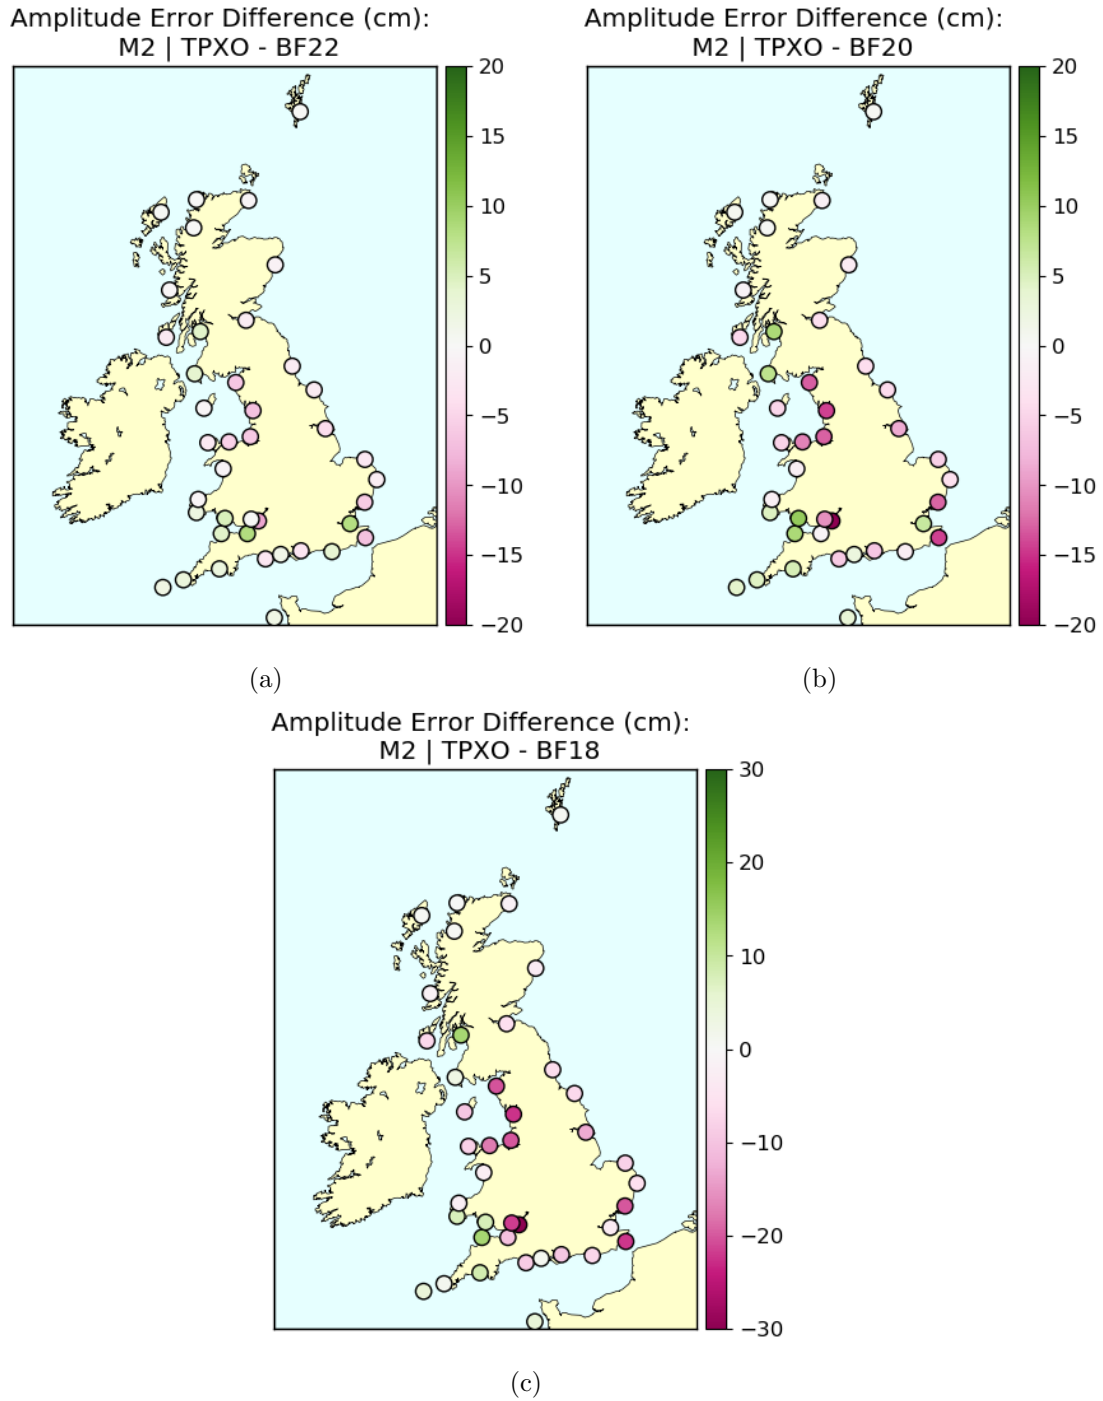 Amplitude Error Difference (cm):
M2 | TPXO - BF22
20
15
10
5
0
−5
−10
−15
−20
(a)
Amplitude Error Difference (cm):
M2 | TPXO - BF20
20
15
10
5
0
−5
−10
−15
−20
(b)
Amplitude Error Difference (cm):
M2 | TPXO - BF18
30
20
10
0
−10
−20
−30
(c)